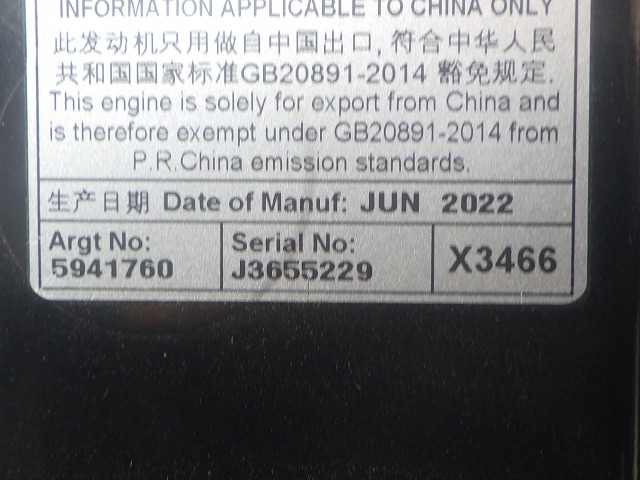 INFORMATION APPLICABLE TO CHINA ONLY
此发动机只用做自中国出口，符合中华人民
共和国国家标准GB20891-2014 豁免规定.
This engine is solely for export from China and
is therefore exempt under GB20891-2014 from
P.R.China emission standards.
生产日期 Date of Manuf: JUN 2022
Argt No:
5941760
Serial No:
J3655229
X3466